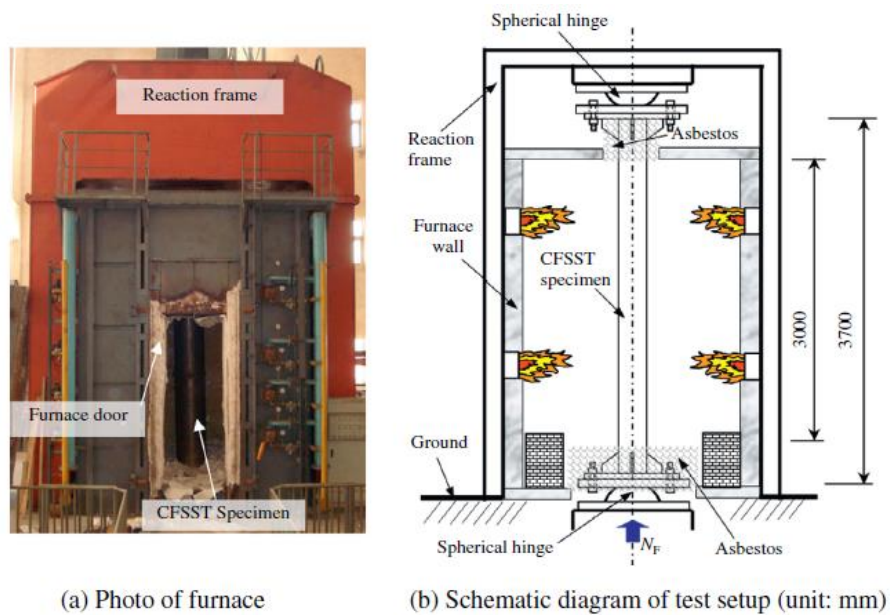 Reaction frame
Furnace door
CFSST Specimen
(a) Photo of furnace
Spherical hinge
Reaction
frame
Asbestos
Furnace
wall
CFSST
specimen
3000
3700
Ground
Spherical hinge
N_F
Asbestos
(b) Schematic diagram of test setup (unit: mm)